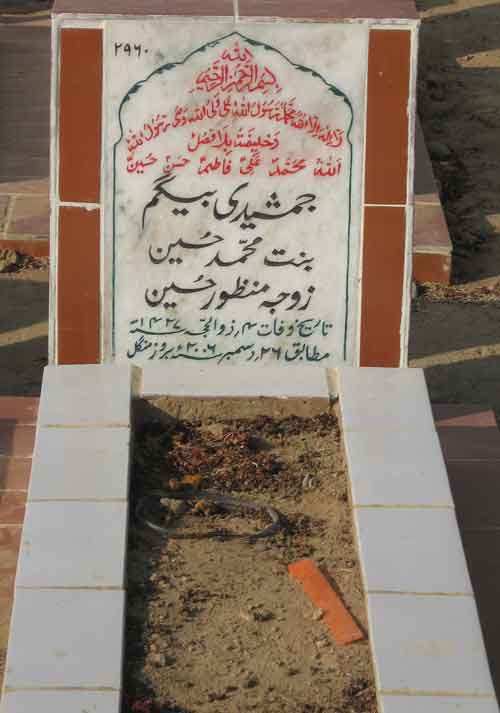 ۲۹۶۰
الله
بسم الله الرحمن الرحیم
لا الہ الا اللہ محمد رسول اللہ علی ولی اللہ وصی رسول اللہ
وخلیفتہ بلا فصل
اللہ محمد علی فاطمہ حسن حسین
جمشیدی بیگم
بنت محمد حسین
زوجہ منظور حسین
تاریخ وفات ۴، ذوالحجہ ۱۴۲۷ھ
مطابق ۲۶، دسمبر ۲۰۰۶ء بروز منگل